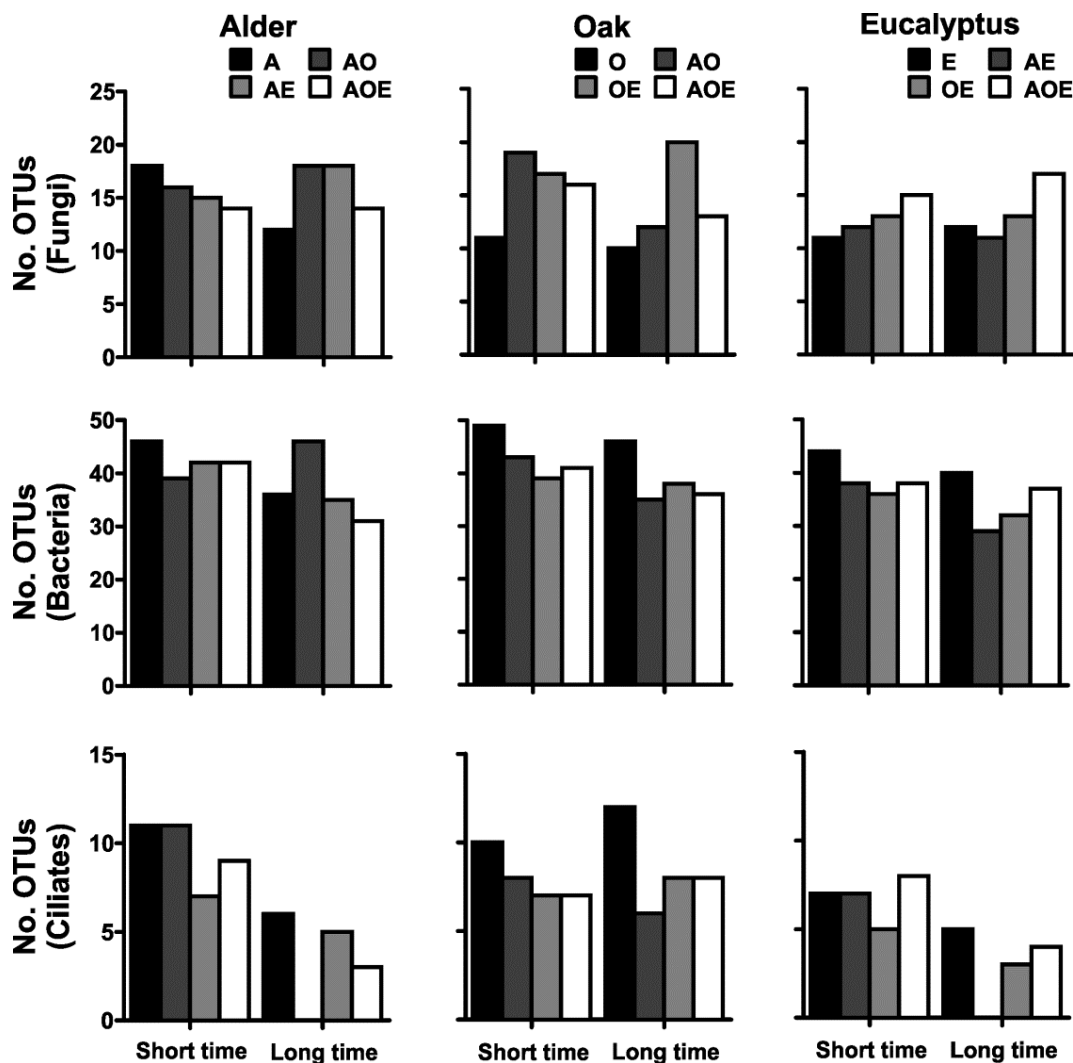 Alder Oak Eucalyptus
A AO O AO E AE
AE AOE OE AOE OE AOE
25
20
15
10
5
0
No. OTUs
(Fungi)
50
40
30
20
10
0
No. OTUs
(Bacteria)
15
10
5
0
No. OTUs
(Ciliates)
Short time Long time Short time Long time Short time Long time